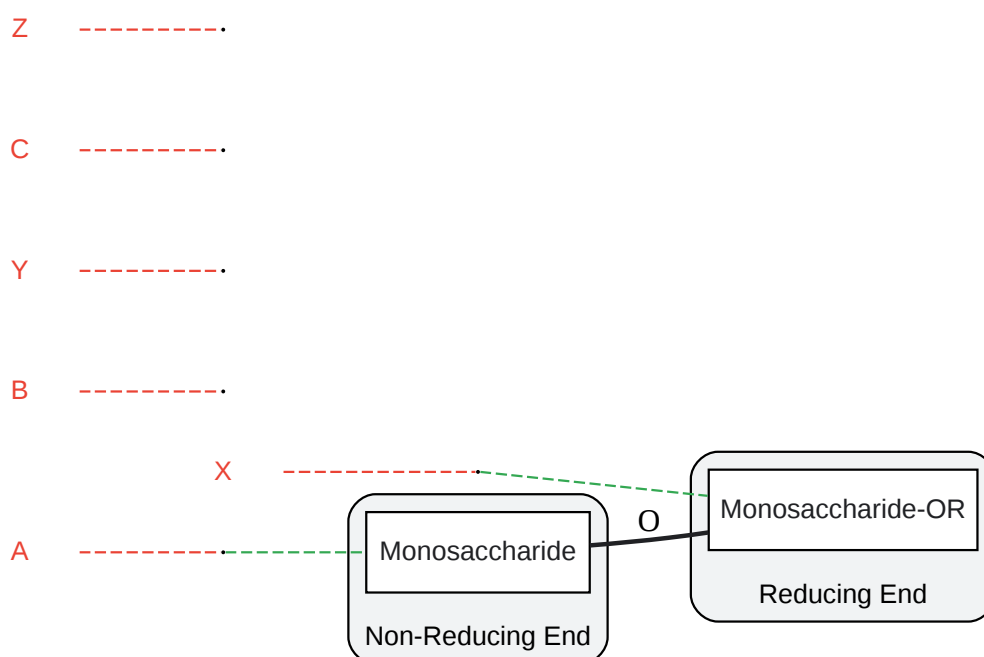 Z
C
Y
B
X
Monosaccharide-OR
O
A
Monosaccharide
Reducing End
Non-Reducing End